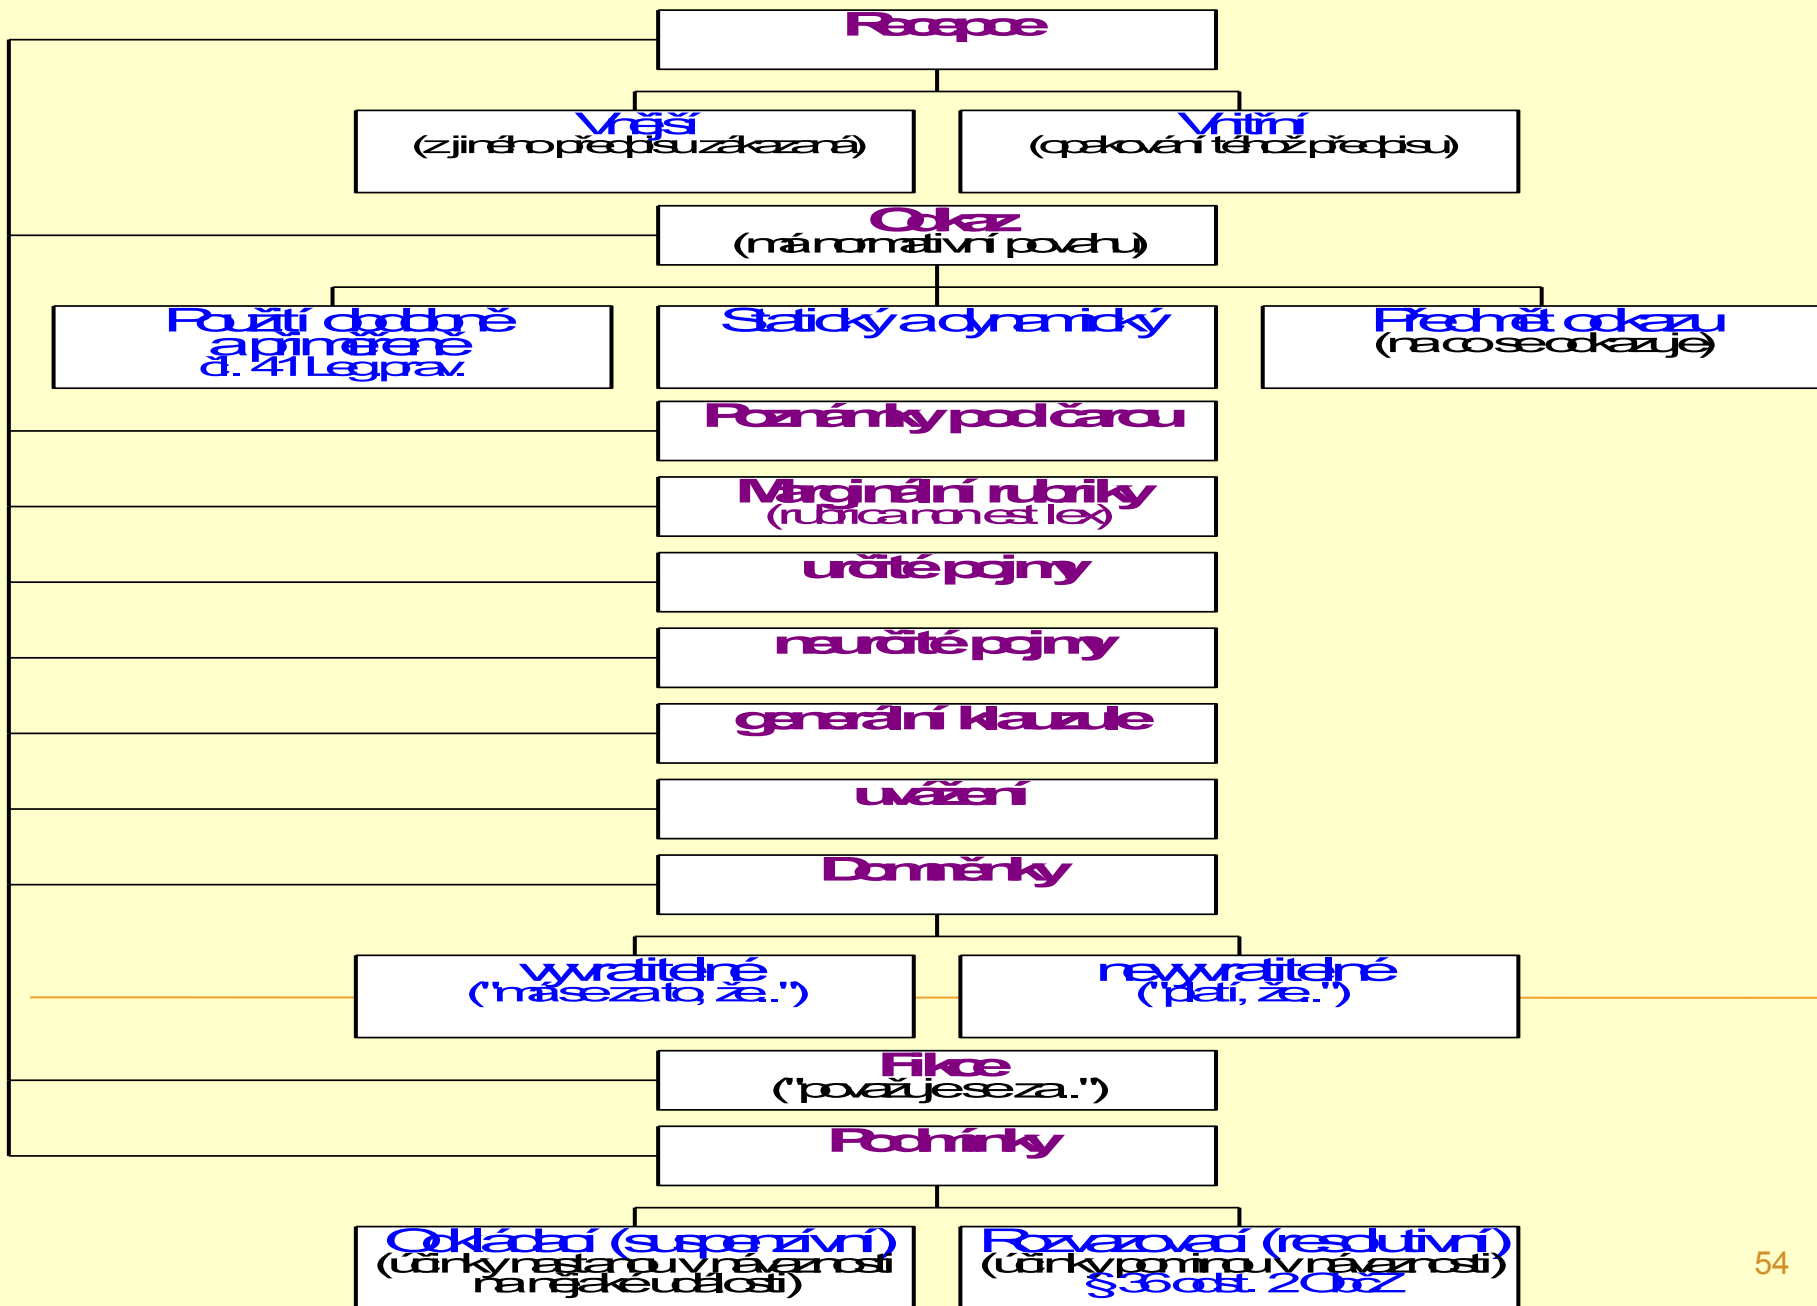 Recepce
Vnější
(z jiného předpisu zákazaná)
Vnitřní
(opakování téhož předpisu)
Odkaz
(má normativní povahu)
Použití obdobně
a přiměřeně
čl. 41 Leg.prav.
Statický a dynamický
Předmět odkazu
(na co se odkazuje)
Poznámky pod čarou
Marginální rubriky
(rubrica non est lex)
určité pojmy
neurčité pojmy
generální klauzule
uvážení
Domněnky
vyvratitelné
("má se za to, že..")
nevyvratitelné
("platí, že..")
Fikce
("považuje se za..")
Podmínky
Odkládací (suspenzívní)
(účinky nastanou v návaznosti
na nějaké události)
Rozvazovací (resolutivní)
(účinky pominou v návaznosti)
§ 36 odst. 2 ObčZ
54